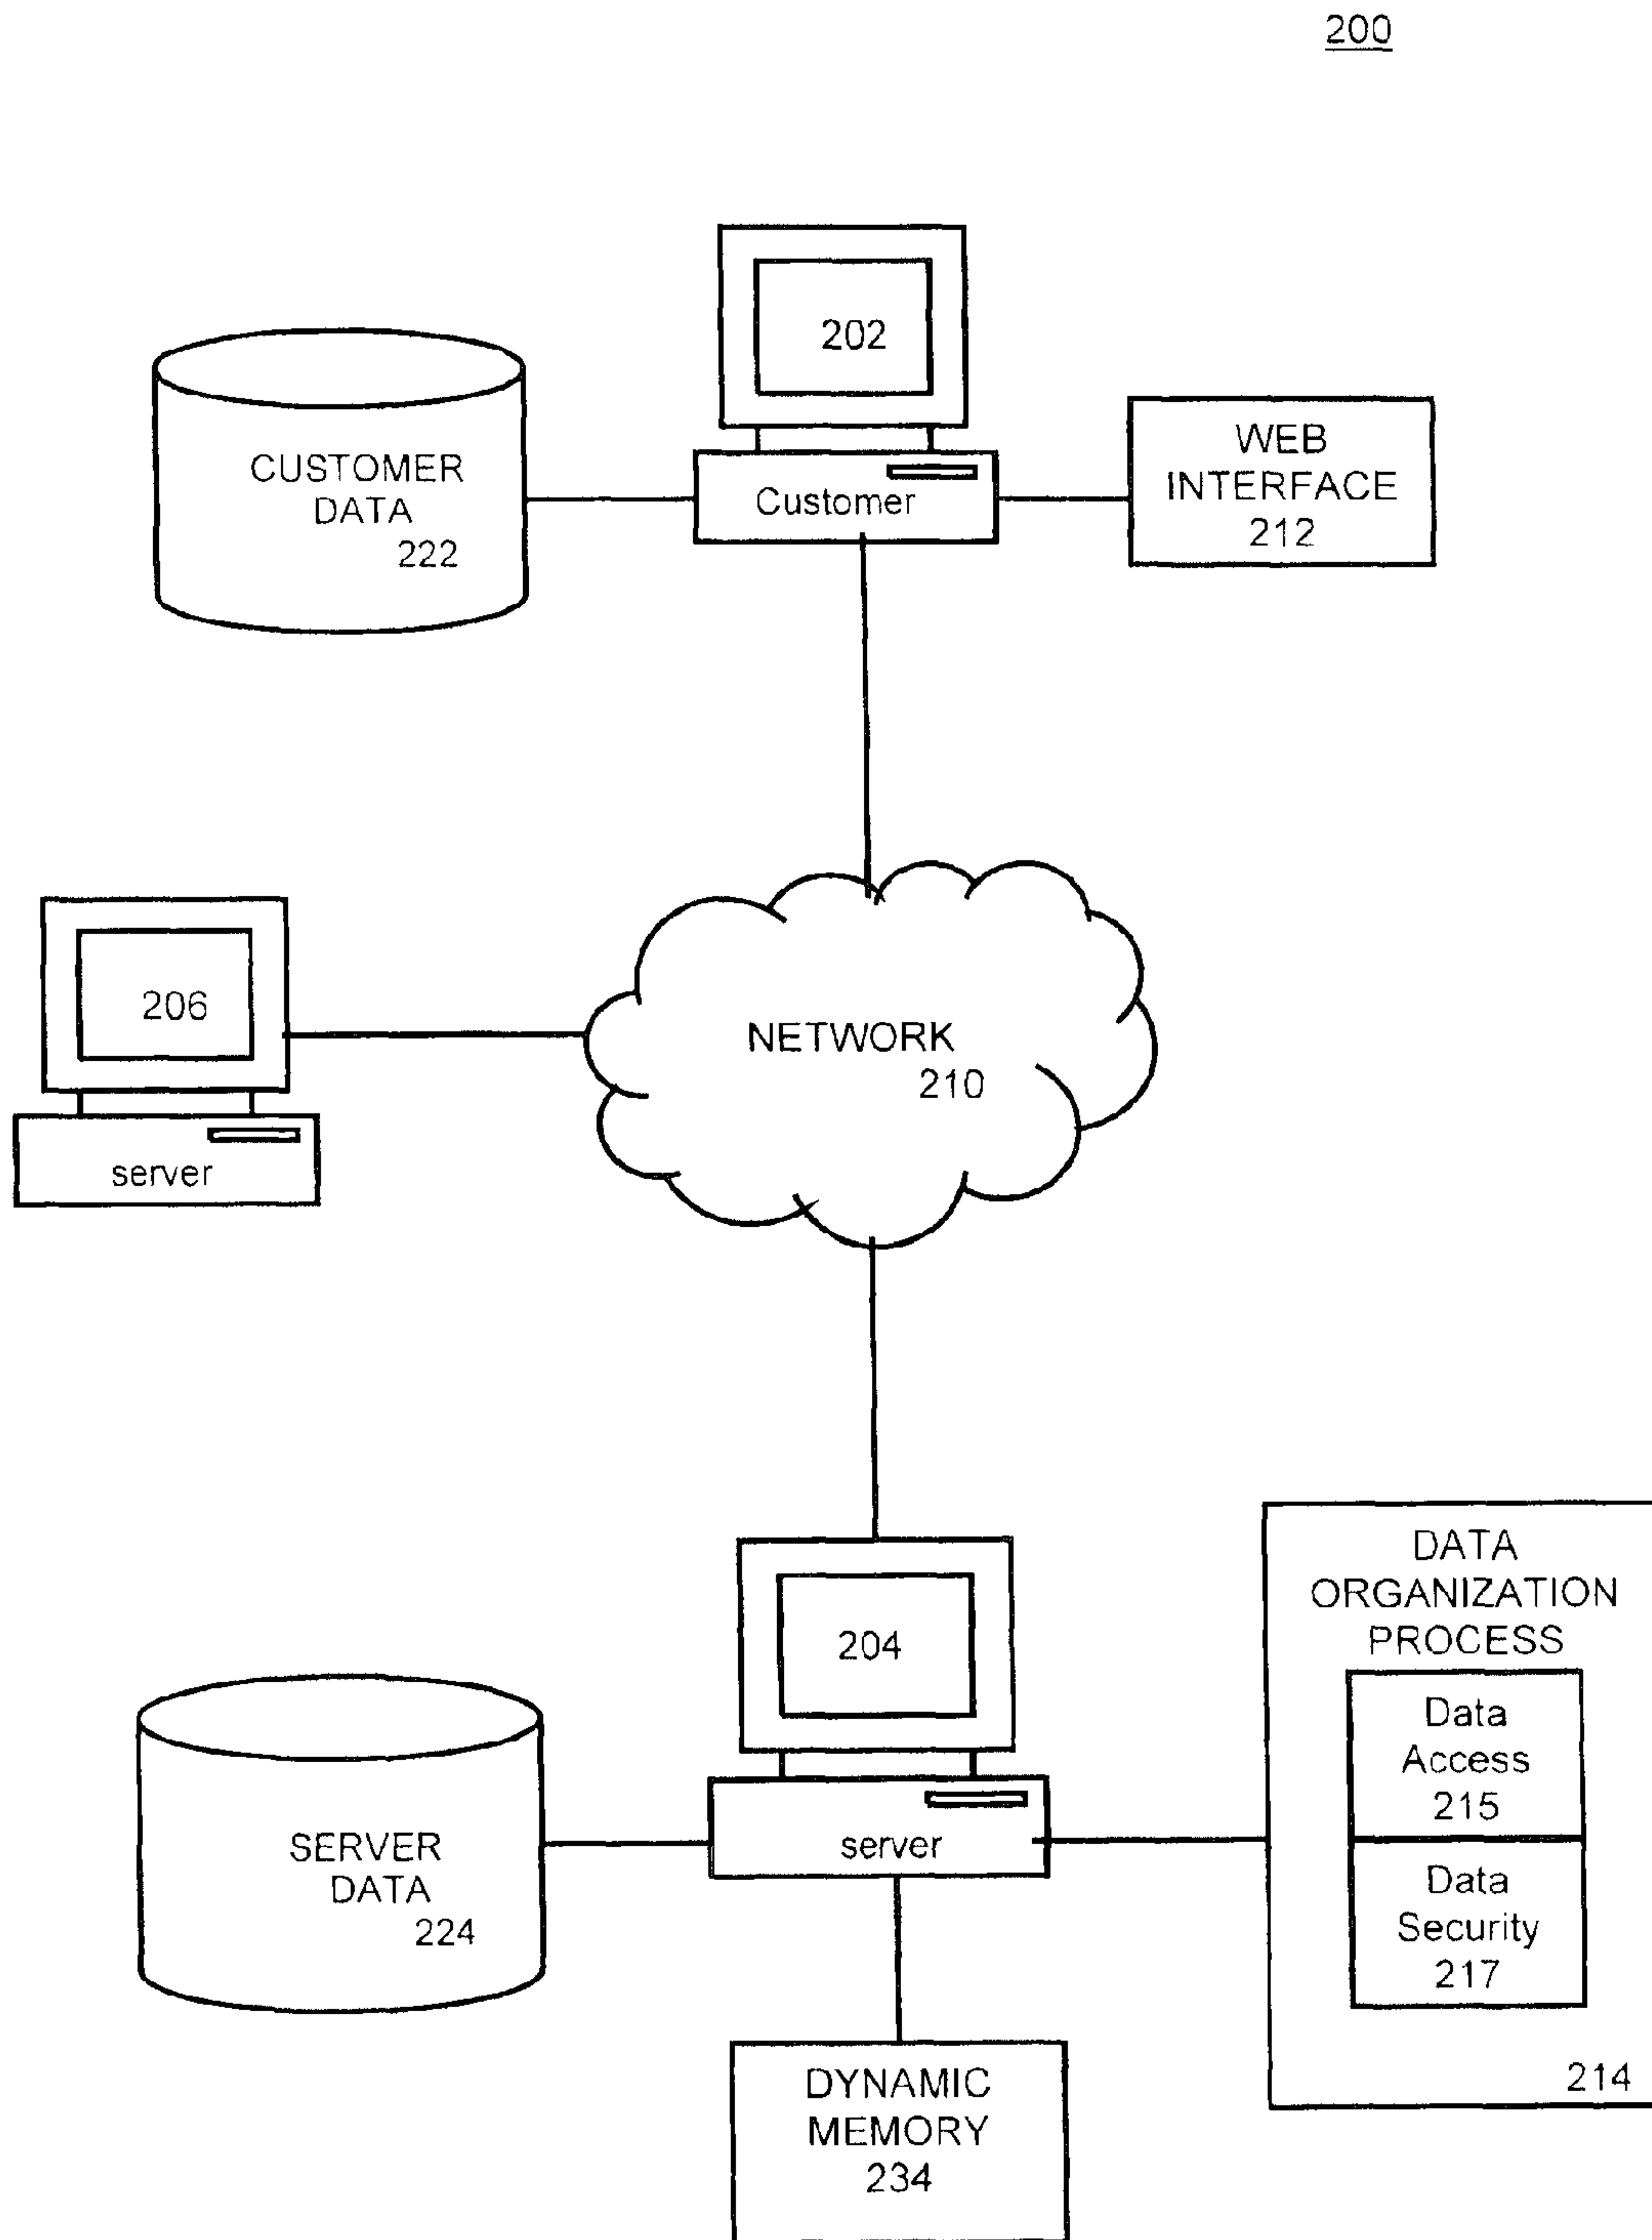 200
202
Customer
CUSTOMER
DATA
222
WEB
INTERFACE
212
206
server
NETWORK
210
204
server
SERVER
DATA
224
DATA
ORGANIZATION
PROCESS
Data
Access
215
Data
Security
217
214
DYNAMIC
MEMORY
234